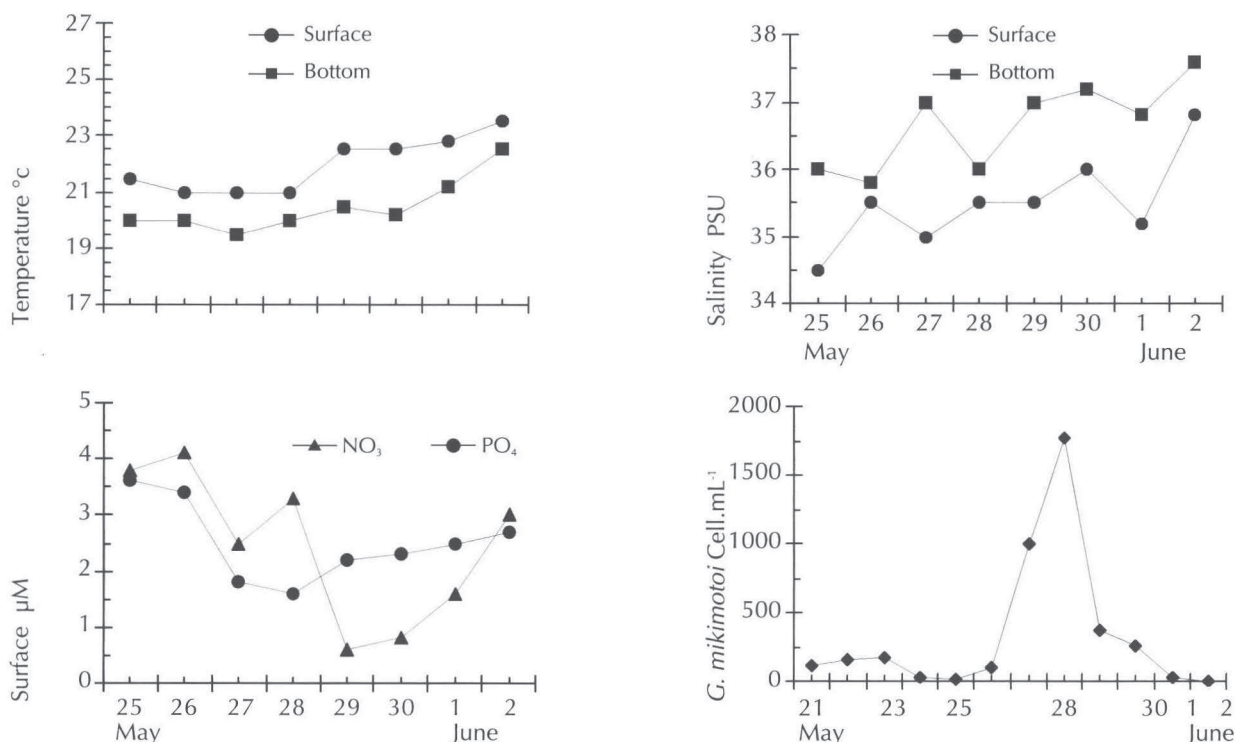 Temperature °c
27
25
23
21
19
17
Surface
Bottom
Salinity PSU
38
37
36
35
34
Surface
Bottom
25 26 27 28 29 30 1 2
May June
Surface µM
5
4
3
2
1
0
NO₃ PO₄
25 26 27 28 29 30 1 2
May June
G. mikimotoi Cell.mL⁻¹
2000
1500
1000
500
0
21 23 25 28 30 1 2
May June